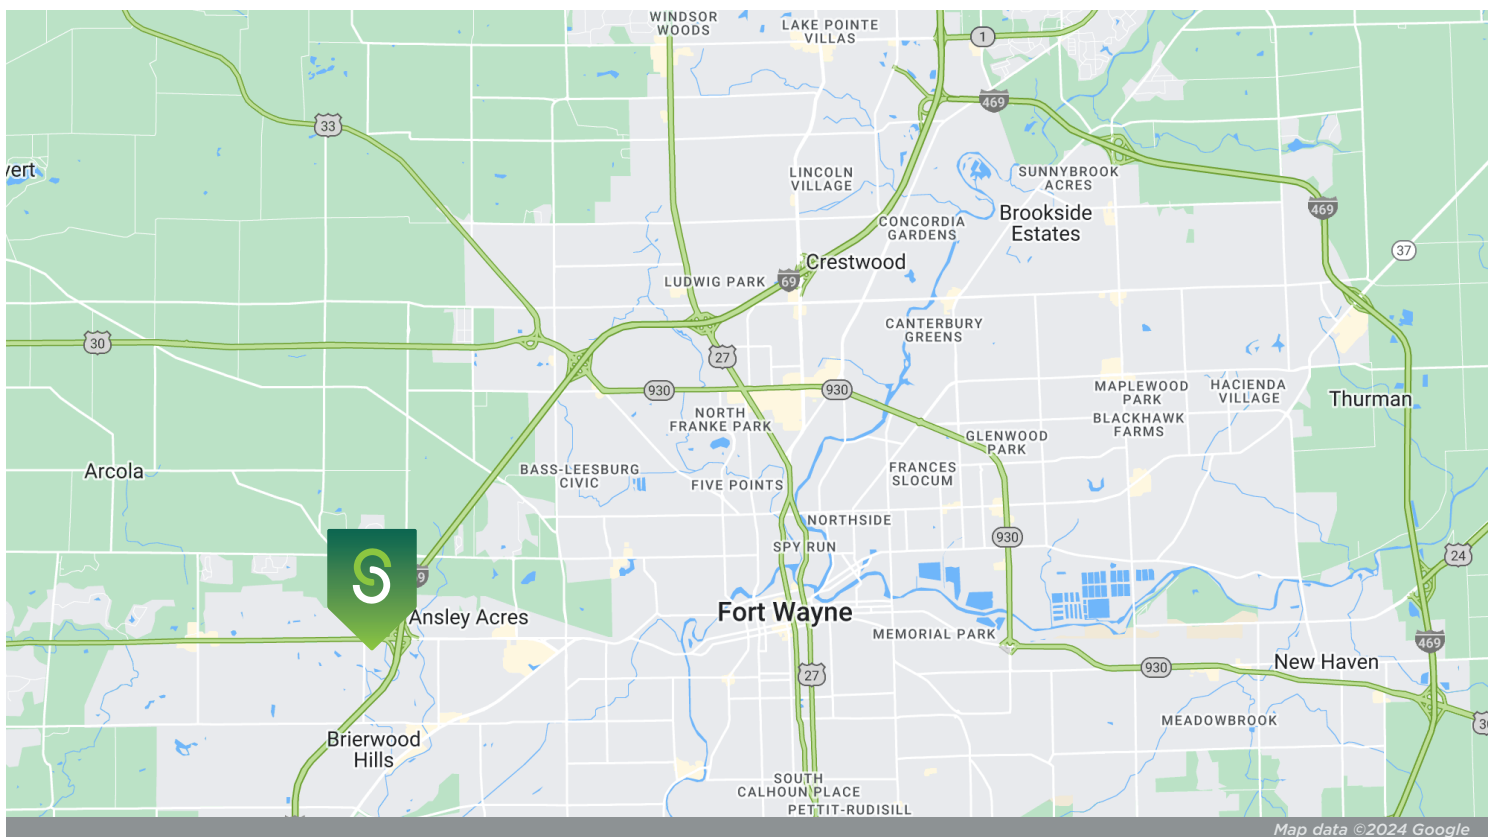 WINDSOR
WOODS
LAKE POINTE
VILLAS
1
469
33
vert
LINCOLN
VILLAGE
SUNNYBROOK
ACRES
469
CONCORDIA
GARDENS
Brookside
Estates
37
Crestwood
LUDWIG PARK
69
30
27
CANTERBURY
GREENS
930
930
MAPLEWOOD
PARK
HACIENDA
VILLAGE
Thurman
NORTH
FRANKE PARK
BLACKHAWK
FARMS
GLENWOOD
PARK
Arcola
BASS-LEESBURG
CIVIC
FIVE POINTS
FRANCES
SLOCUM
NORTHSIDE
930
SPY RUN
24
9
Ansley Acres
Fort Wayne
MEMORIAL PARK
469
New Haven
930
27
MEADOWBROOK
30
Brierwood
Hills
SOUTH
CALHOUN PLACE
PETTIT-RUDISILL
Map data ©2024 Google